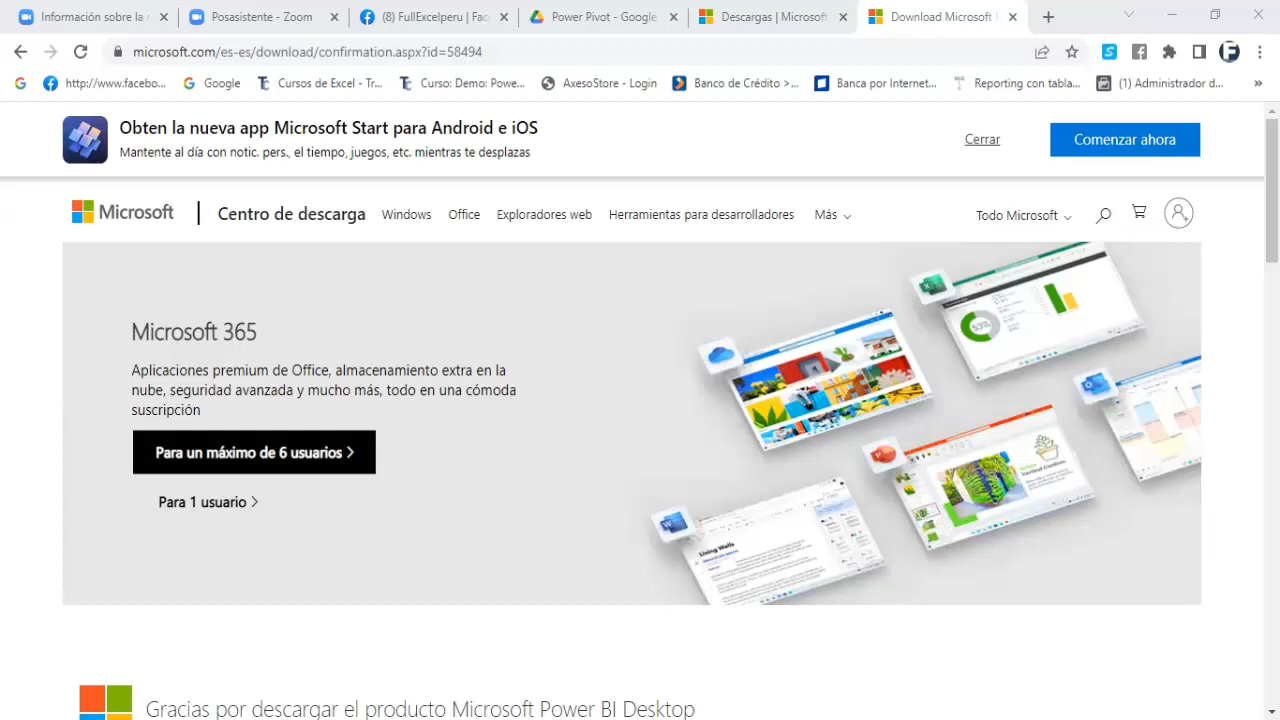 Información sobre la
Posasistente - Zoom
(8) FullExcelperu | Fac
Power Pivot - Google
Descargas | Microsoft
Download Microsoft
microsoft.com/es-es/download/confirmation.aspx?id=58494
http://www.facebo...
Google
Cursos de Excel - Tr...
Curso: Demo: Powe...
AxesoStore - Login
Banco de Crédito >...
Banca por Internet...
Reporting con tabla...
(1) Administrador d...
»
Obten la nueva app Microsoft Start para Android e iOS
Mantente al día con notic. pers., el tiempo, juegos, etc. mientras te desplazas
Cerrar
Comenzar ahora
Microsoft
Centro de descarga
Windows
Office
Exploradores web
Herramientas para desarrolladores
Más
Todo Microsoft
Microsoft 365
Aplicaciones premium de Office, almacenamiento extra en la
nube, seguridad avanzada y mucho más, todo en una cómoda
suscripción
Para un máximo de 6 usuarios >
Para 1 usuario >
Living Walls
Vertical Gardens
Gracias por descargar el producto Microsoft Power BI Desktop